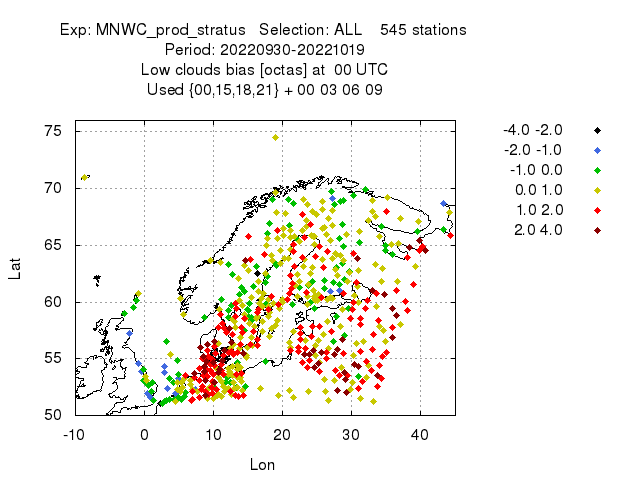 Exp: MNWC_prod_stratus Selection: ALL 545 stations
Period: 20220930-20221019
Low clouds bias [octas] at 00 UTC
Used {00,15,18,21} + 00 03 06 09
-4.0 -2.0
-2.0 -1.0
-1.0 0.0
0.0 1.0
1.0 2.0
2.0 4.0
75
70
65
60
55
50
Lat
-10 0 10 20 30 40
Lon